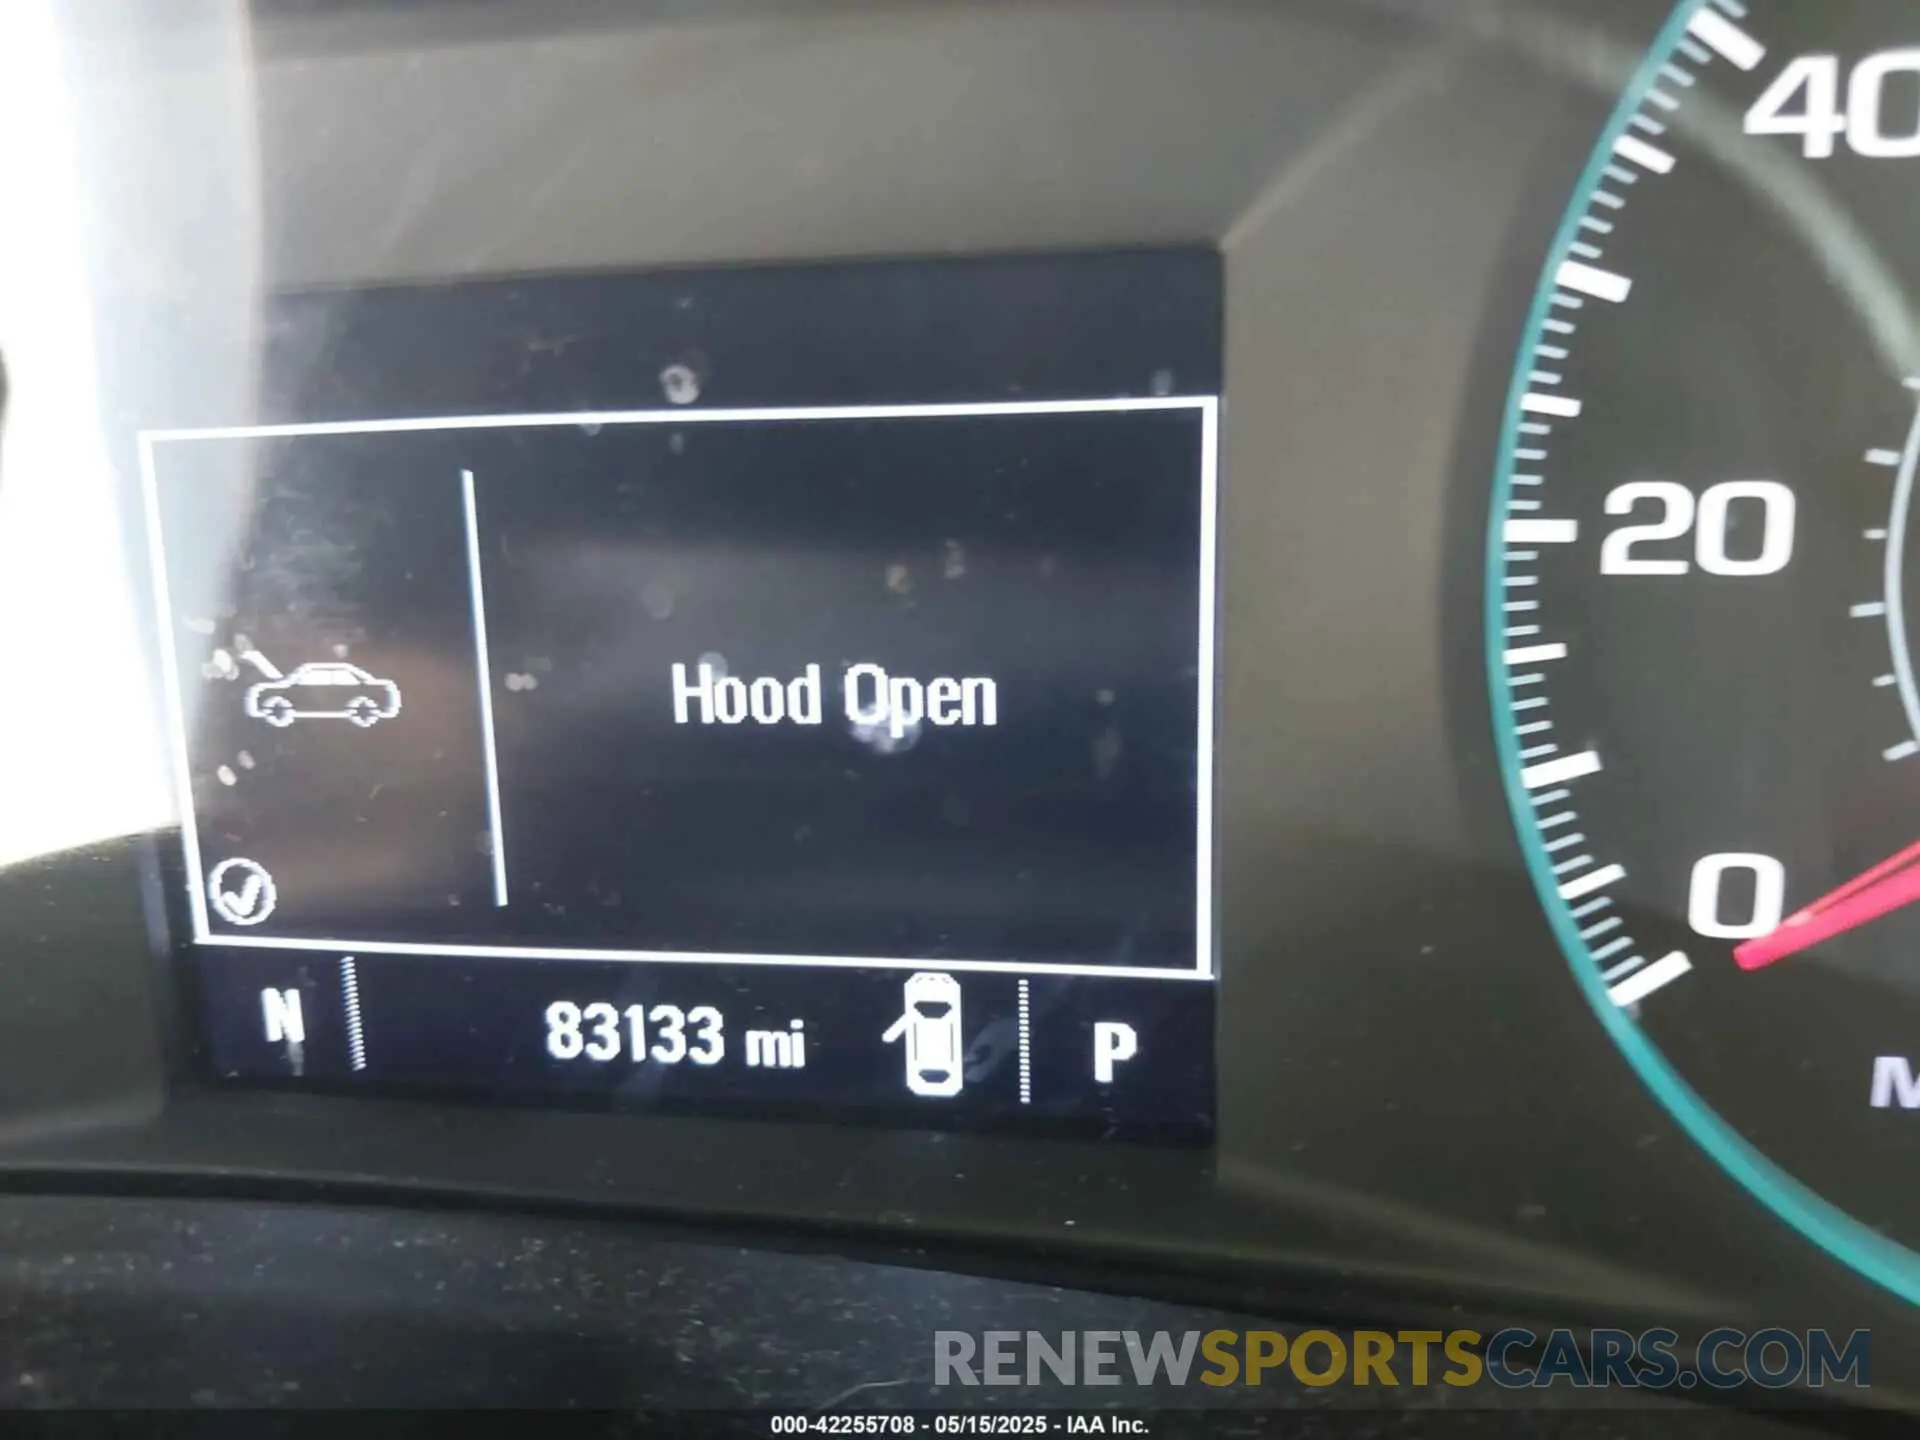 40
20
0
Hood Open
N 83133 mi P
M
RENEWSPORTSCARS.COM
000-42255708 - 05/15/2025 - IAA Inc.